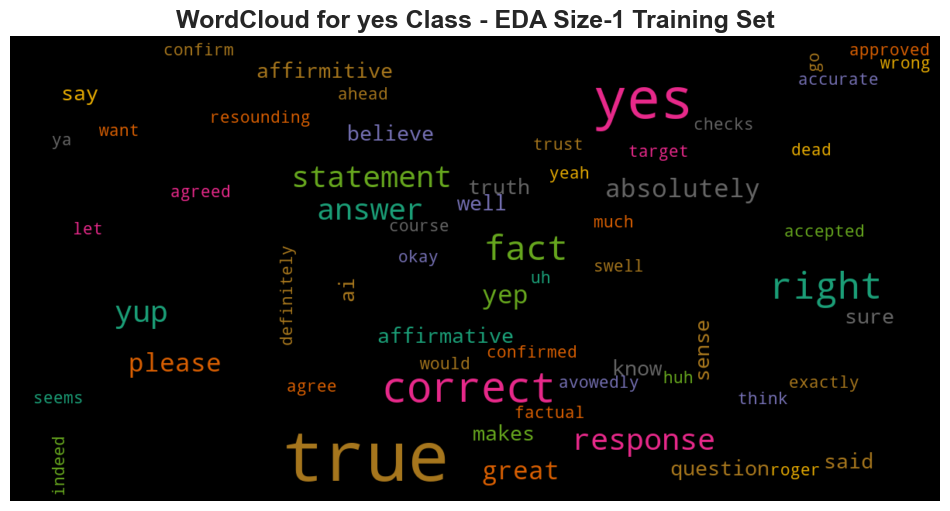 WordCloud for yes Class - EDA Size-1 Training Set
confirm
approved
go
wrong
affirmitive
accurate
say
ahead
yes
resounding
checks
want
believe
ya
trust
target
dead
statement
yeah
truth
absolutely
agreed
answer
well
much
let
course
accepted
fact
okay
swell
uh
definitely
ai
yep
right
yup
sure
affirmative
sense
please
confirmed
would
know
huh
correct
avowedly
exactly
agree
seems
think
factual
makes
response
true
indeed
great
question
roger
said